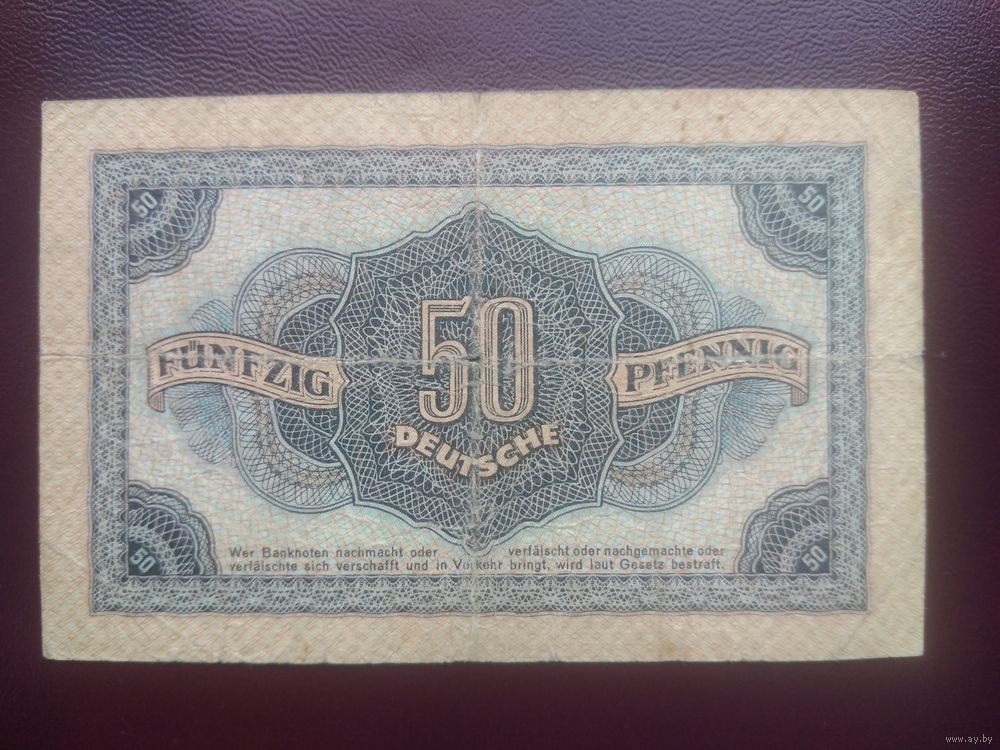 50 50
50
FÜNFZIG PFENNIG
DEUTSCHE
Wer Banknoten nachmacht oder verfälscht oder nachgemachte oder
verfälschte sich verschafft und in Verkehr bringt, wird laut Gesetz bestraft.
50 50
www.ay.by